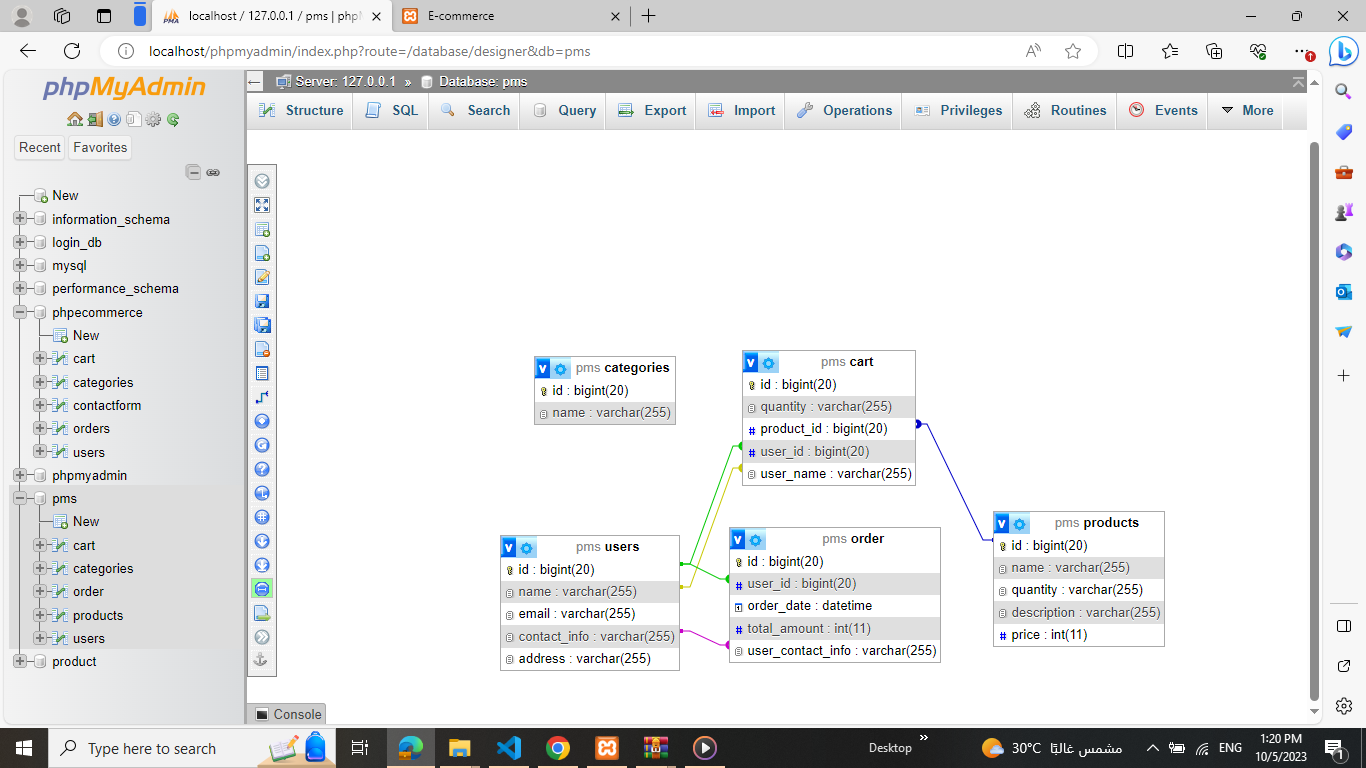 localhost / 127.0.0.1 / pms | phpM
E-commerce
localhost/phpmyadmin/index.php?route=/database/designer&db=pms
phpMyAdmin
Recent
Favorites
New
information_schema
login_db
mysql
performance_schema
phpecommerce
New
cart
categories
contactform
orders
users
phpmyadmin
pms
New
cart
categories
order
products
users
product
Server: 127.0.0.1 » Database: pms
Structure SQL Search Query Export Import Operations Privileges Routines Events More
pms categories
id : bigint(20)
name : varchar(255)
pms cart
id : bigint(20)
quantity : varchar(255)
product_id : bigint(20)
user_id : bigint(20)
user_name : varchar(255)
pms users
id : bigint(20)
name : varchar(255)
email : varchar(255)
contact_info : varchar(255)
address : varchar(255)
pms order
id : bigint(20)
user_id : bigint(20)
order_date : datetime
total_amount : int(11)
user_contact_info : varchar(255)
pms products
id : bigint(20)
name : varchar(255)
quantity : varchar(255)
description : varchar(255)
price : int(11)
Console
Type here to search
Desktop
30°C مشمس غالبًا
ENG
1:20 PM
10/5/2023
1